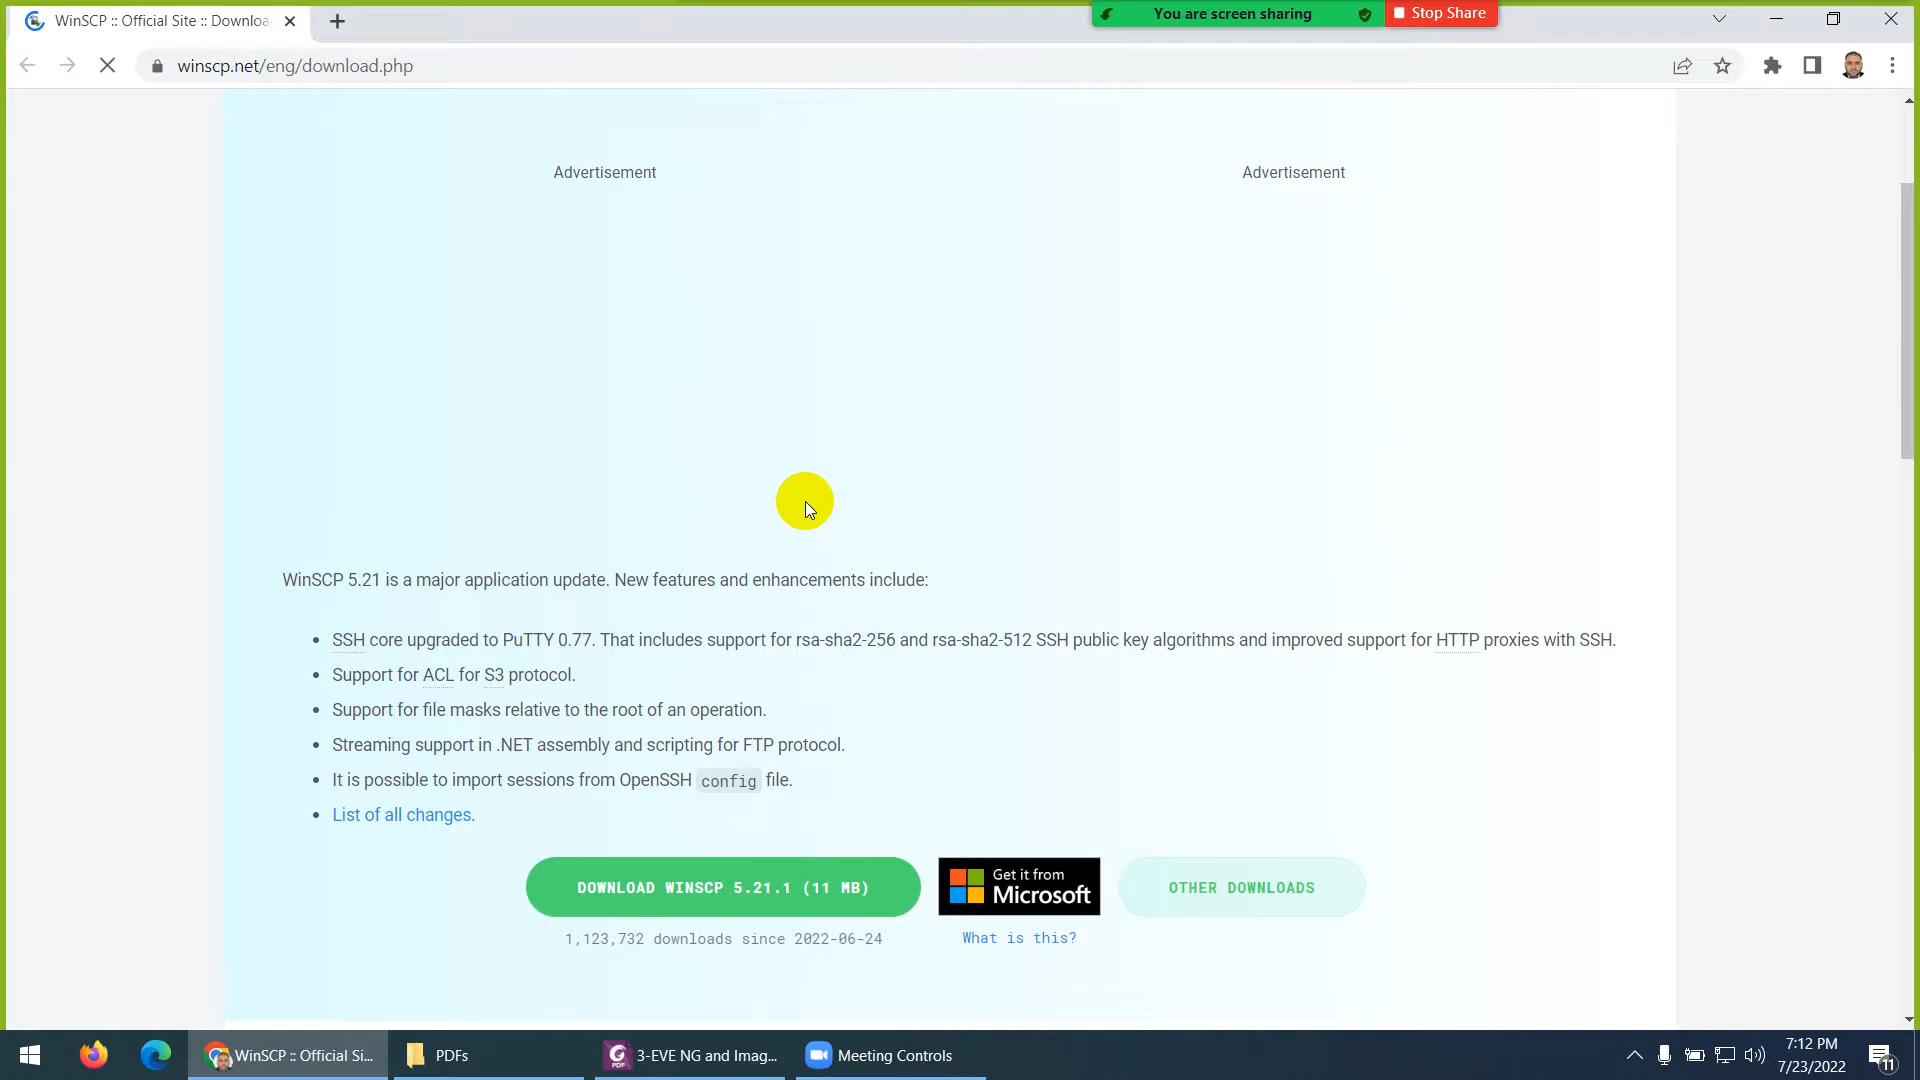 WinSCP :: Official Site :: Downloa
You are screen sharing
Stop Share
winscp.net/eng/download.php
Advertisement
Advertisement
WinSCP 5.21 is a major application update. New features and enhancements include:
SSH core upgraded to PuTTY 0.77. That includes support for rsa-sha2-256 and rsa-sha2-512 SSH public key algorithms and improved support for HTTP proxies with SSH.
Support for ACL for S3 protocol.
Support for file masks relative to the root of an operation.
Streaming support in .NET assembly and scripting for FTP protocol.
It is possible to import sessions from OpenSSH config file.
List of all changes.
DOWNLOAD WINSCP 5.21.1 (11 MB)
Get it from
Microsoft
OTHER DOWNLOADS
1,123,732 downloads since 2022-06-24
What is this?
WinSCP :: Official Si...
PDFs
PDF
3-EVE NG and Imag...
Meeting Controls
7:12 PM
7/23/2022
11